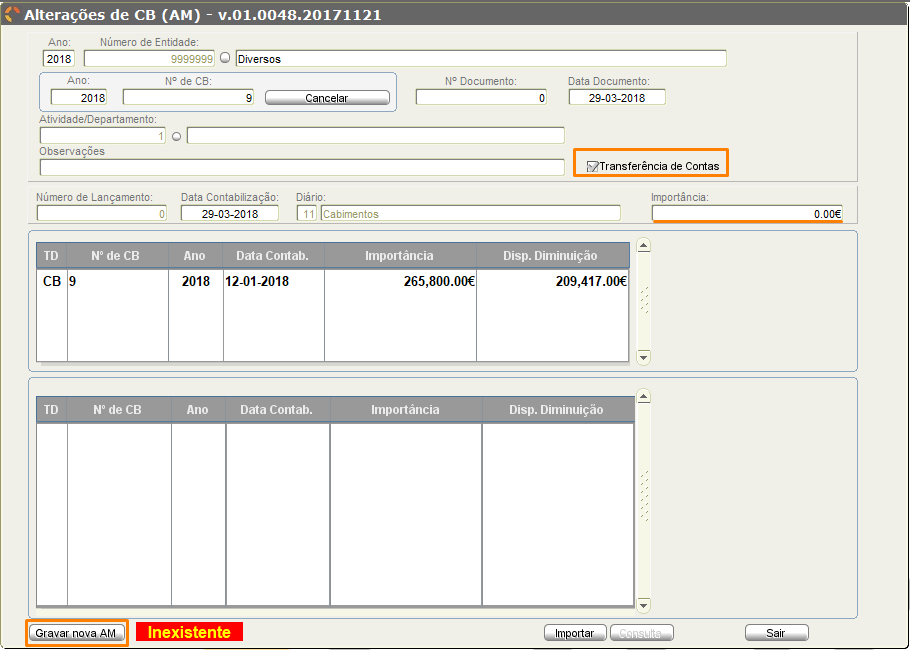 Alterações de CB (AM) - v.01.0048.20171121
Ano: Número de Entidade:
2018 9999999 Diversos
Ano: Nº de CB: Nº Documento: Data Documento:
2018 9 Cancelar 0 29-03-2018
Atividade/Departamento:
1
Observações
Transferência de Contas
Número de Lançamento: Data Contabilização: Diário: Importância:
0 29-03-2018 11 Cabimentos 0.00€
TD Nº de CB Ano Data Contab. Importância Disp. Diminuição
CB 9 2018 12-01-2018 265,800.00€ 209,417.00€
TD Nº de CB Ano Data Contab. Importância Disp. Diminuição
Gravar nova AM Inexistente Importar Consulta Sair